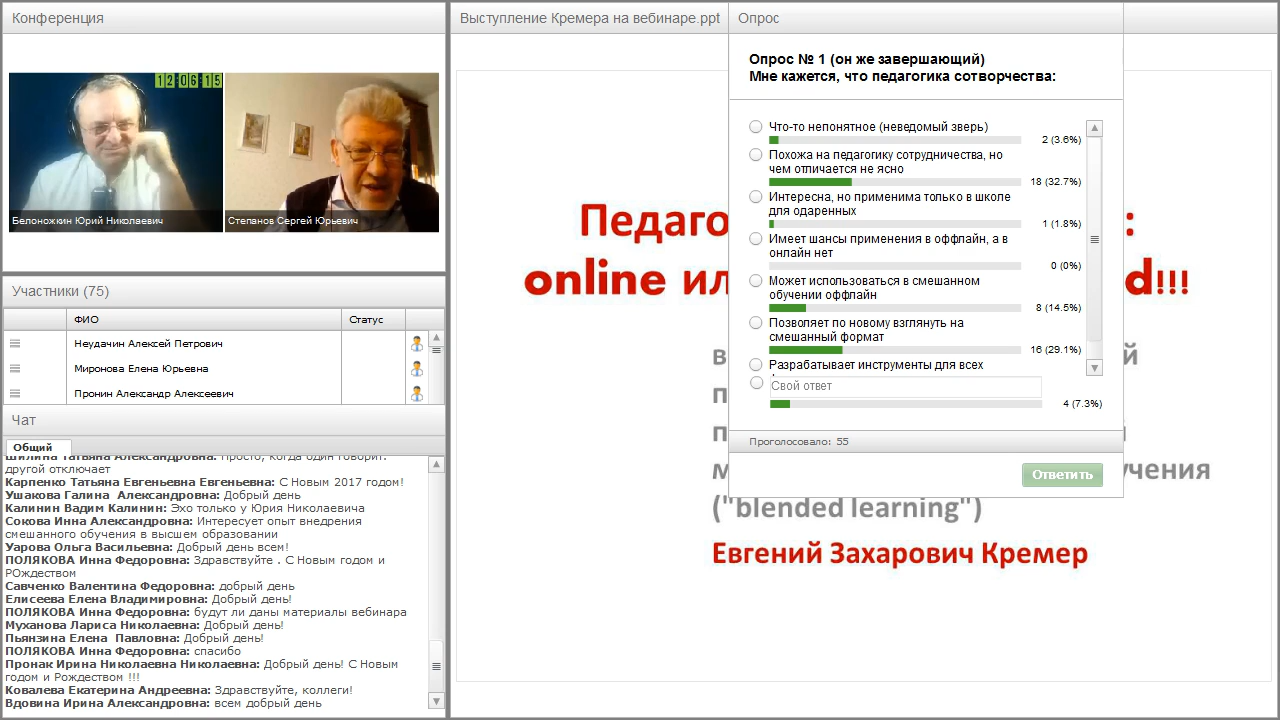 Конференция
12:06:15
Белоножкин Юрий Николаевич
Степанов Сергей Юрьевич
Участники (75)
ФИО
Статус
Неудачин Алексей Петрович
Миронова Елена Юрьевна
Пронин Александр Алексеевич
Чат
Общий
Шилина Татьяна Александровна: Просто, когда один говорит.
другой отключает
Карпенко Татьяна Евгеньевна Евгеньевна: С Новым 2017 годом!
Ушакова Галина Александровна: Добрый день
Калинин Вадим Калинин: Эхо только у Юрия Николаевича
Сокова Инна Александровна: Интересует опыт внедрения
смешанного обучения в высшем образовании
Уарова Ольга Васильевна: Добрый день всем!
ПОЛЯКОВА Инна Федоровна: Здравствуйте . С Новым годом и
РОждеством
Савченко Валентина Федоровна: добрый день
Елисеева Елена Владимировна: Добрый день!
ПОЛЯКОВА Инна Федоровна: будут ли даны материалы вебинара
Муханова Лариса Николаевна: Добрый день!
Пьянзина Елена Павловна: Добрый день!
ПОЛЯКОВА Инна Федоровна: спасибо
Пронак Ирина Николаевна Николаевна: Добрый день! С Новым
годом и Рождеством !!!
Ковалева Екатерина Андреевна: Здравствуйте, коллеги!
Вдовина Ирина Александровна: всем добрый день
Выступление Кремера на вебинаре.ppt
Педаго :
online ил d!!!
в й
п
п
м учения
("blended learning")
Евгений Захарович Кремер
Опрос
Опрос № 1 (он же завершающий)
Мне кажется, что педагогика сотворчества:
Что-то непонятное (неведомый зверь)
2 (3.6%)
Похожа на педагогику сотрудничества, но
чем отличается не ясно
18 (32.7%)
Интересна, но применима только в школе
для одаренных
1 (1.8%)
Имеет шансы применения в оффлайн, а в
онлайн нет
0 (0%)
Может использоваться в смешанном
обучении оффлайн
8 (14.5%)
Позволяет по новому взглянуть на
смешанный формат
16 (29.1%)
Разрабатывает инструменты для всех
Свой ответ
4 (7.3%)
Проголосовало: 55
Ответить